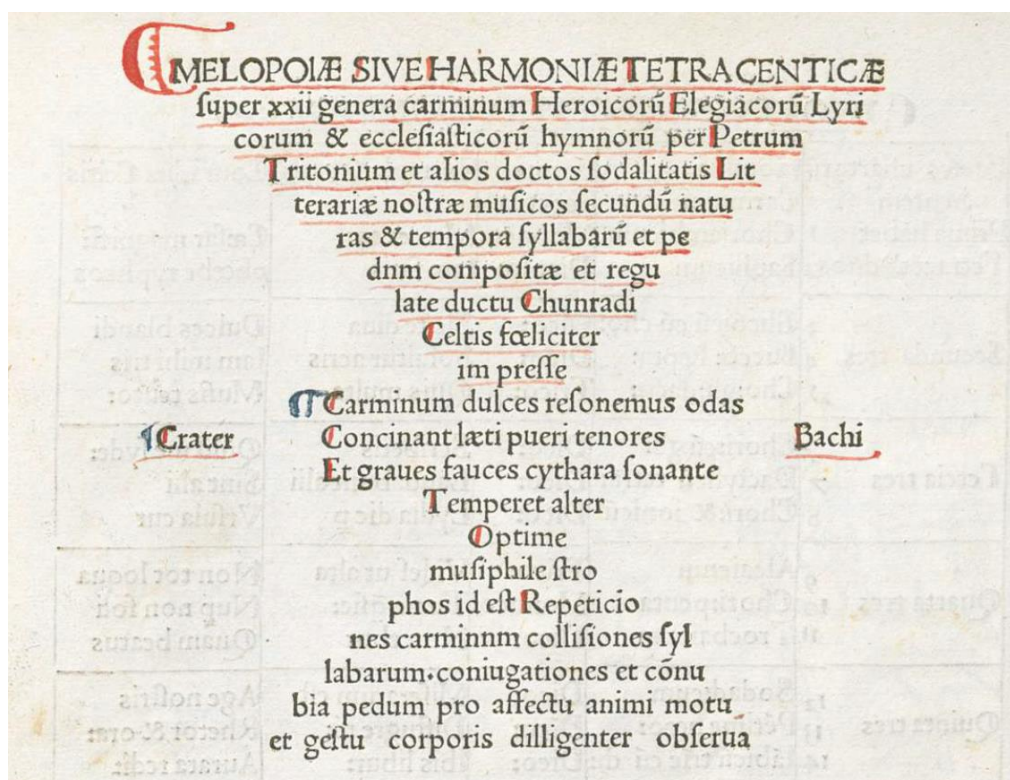 MELOPOIÆ SIVE HARMONIÆ TETRACENTICÆ
ſuper xxii genera carminum Heroicorū Elegiacorū Lyri
corum & eccleſiaſticorū hymnorū per Petrum
Tritonium et alios doctos ſodalitatis Lit
terariæ noſtræ muſicos ſecundū natu
ras & tempora ſyllabarū et pe
dnm compoſitæ et regu
late ductu Chunradi
Celtis fœliciter
im preſſe
Carminum dulces reſonemus odas
Crater Concinant læti pueri tenores Bachi
Et graues fauces cythara ſonante
Temperet alter
Optime
muſiphile ſtro
phos id eſt Repeticio
nes carminnm colliſiones ſyl
labarum·coniugationes et cōnu
bia pedum pro affectu animi motu
et geſtu corporis dilligenter obſerua